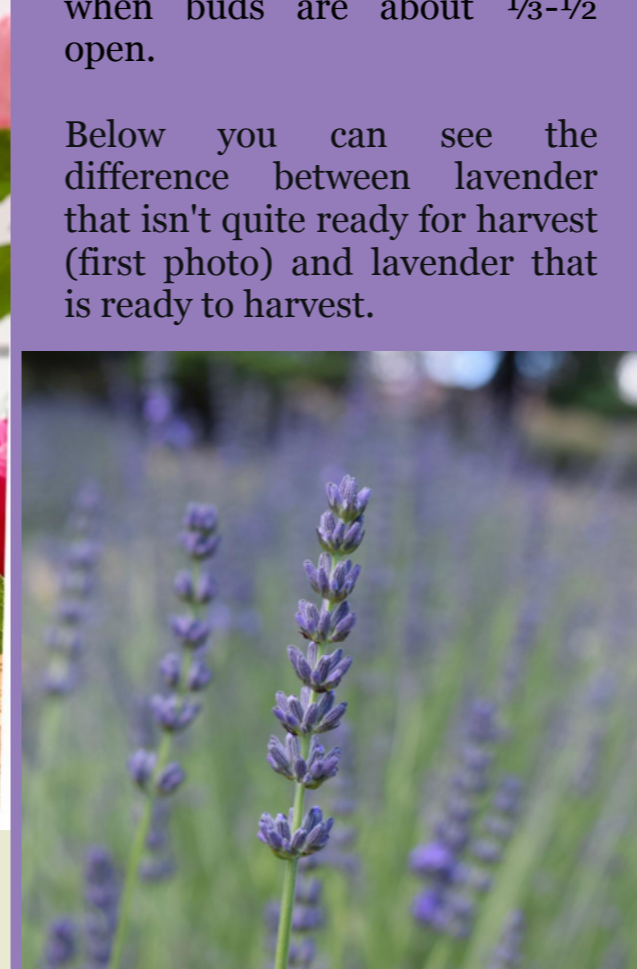 when buds are about ⅓-½
open.
Below you can see the
difference between lavender
that isn't quite ready for harvest
(first photo) and lavender that
is ready to harvest.